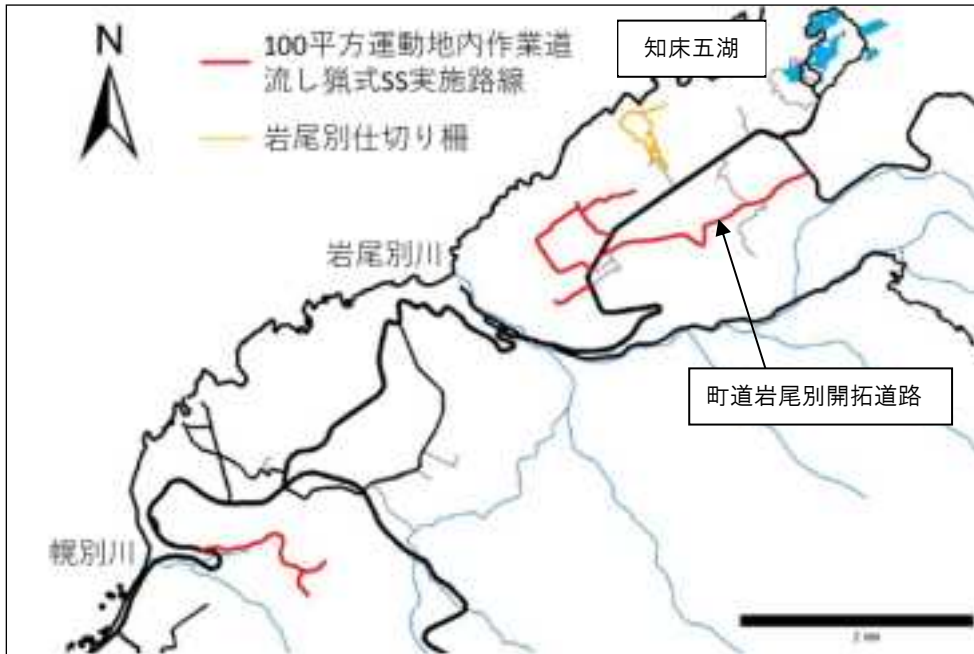 N
100平方運動地内作業道
流し猟式SS実施路線
岩尾別仕切り柵
知床五湖
岩尾別川
町道岩尾別開拓道路
幌別川